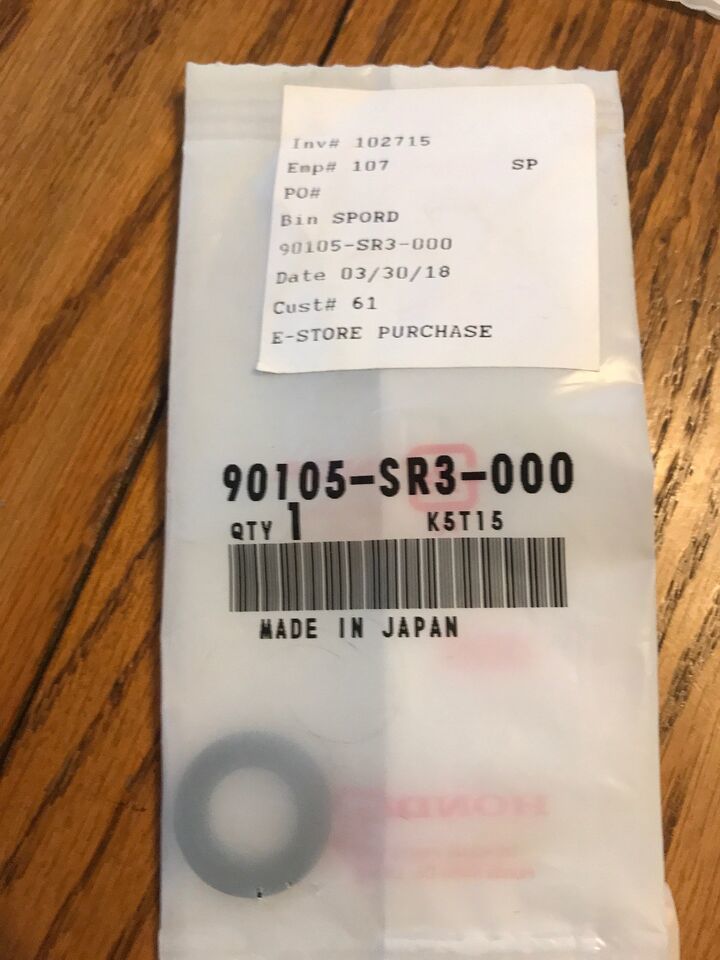 Inv# 102715
Emp# 107 SP
PO#
Bin SPORD
90105-SR3-000
Date 03/30/18
Cust# 61
E-STORE PURCHASE
90105-SR3-000
QTY 1 K5T15
MADE IN JAPAN
HONDA